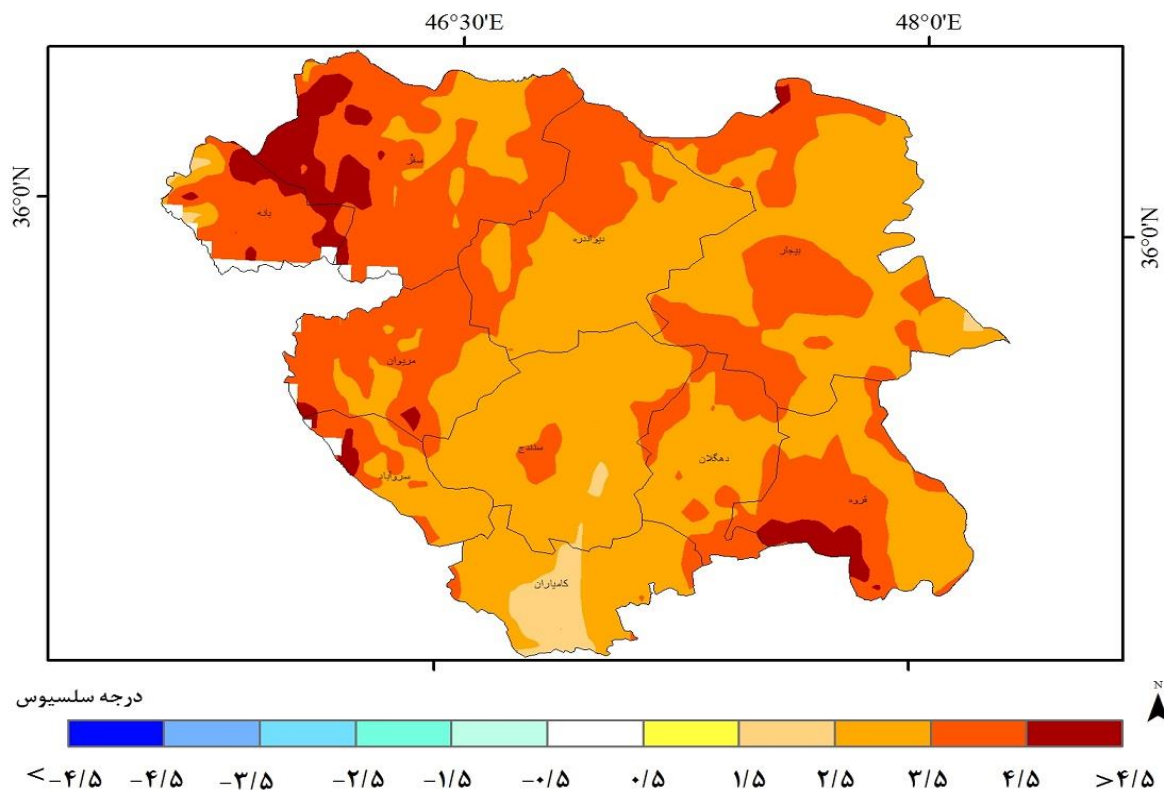 46°30'E 48°0'E
36°0'N
36°0'N
سقز
بانه
دیواندره
بیجار
مریوان
سنندج
دهگلان
سروآباد
قروه
کامیاران
درجه سلسیوس
N
<-۴/۵ -۴/۵ -۳/۵ -۲/۵ -۱/۵ -۰/۵ ۰/۵ ۱/۵ ۲/۵ ۳/۵ ۴/۵ >۴/۵